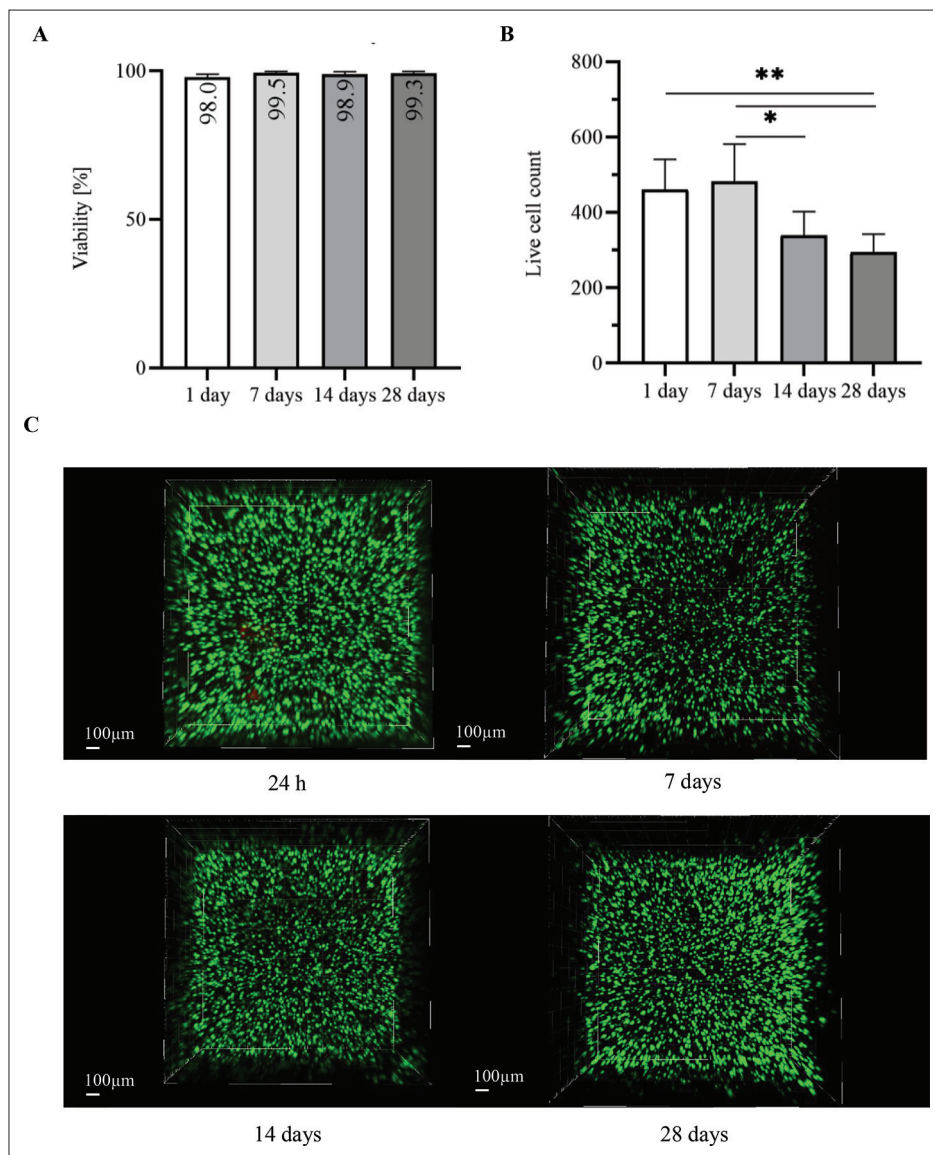 A
B
100
50
0
Viability [%]
98.0
99.5
98.9
99.3
1 day
7 days
14 days
28 days
800
600
400
200
0
Live cell count
**
*
1 day
7 days
14 days
28 days
C
100µm
100µm
24 h
7 days
100µm
100µm
14 days
28 days